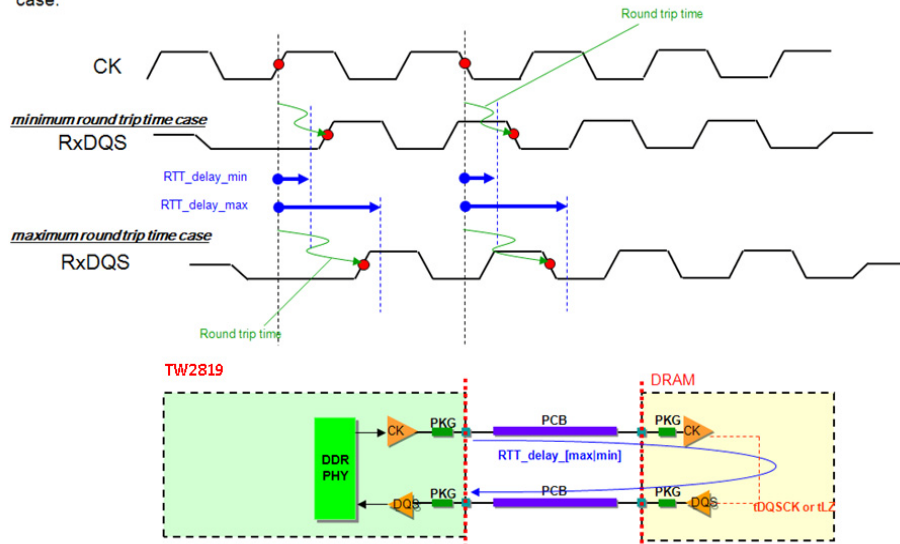 case.
Round trip time
CK
minimum round trip time case
RxDQS
RTT_delay_min
RTT_delay_max
maximum round trip time case
RxDQS
Round trip time
TW2819
DRAM
CK
PKG
PCB
PKG
CK
DDR
PHY
RTT_delay_[max|min]
DQS
PKG
PCB
PKG
DQS
tDQSCK or tLZ